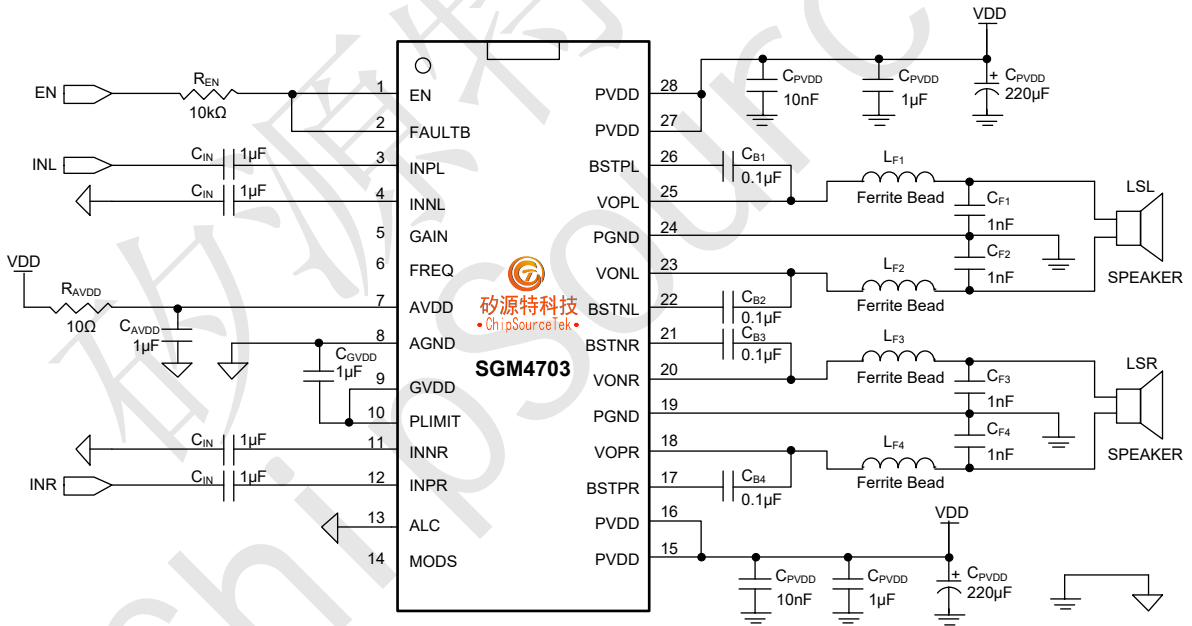 VDD
EN
REN
10kΩ
1
EN
2
FAULTB
INL
CIN
1µF
3
INPL
CIN
1µF
4
INNL
5
GAIN
6
FREQ
VDD
RAVDD
10Ω
7
AVDD
CAVDD
1µF
8
AGND
CGVDD
1µF
9
GVDD
10
PLIMIT
CIN
1µF
11
INNR
INR
CIN
1µF
12
INPR
13
ALC
14
MODS
矽源特科技
•ChipSourceTek•
SGM4703
PVDD
28
PVDD
27
BSTPL
26
VOPL
25
PGND
24
VONL
23
BSTNL
22
BSTNR
21
VONR
20
PGND
19
VOPR
18
BSTPR
17
PVDD
16
PVDD
15
CPVDD
10nF
CPVDD
1µF
+
CPVDD
220µF
CB1
0.1µF
LF1
Ferrite Bead
CF1
1nF
LSL
SPEAKER
CF2
1nF
LF2
Ferrite Bead
CB2
0.1µF
CB3
0.1µF
LF3
Ferrite Bead
CF3
1nF
LSR
SPEAKER
CF4
1nF
LF4
Ferrite Bead
CB4
0.1µF
VDD
CPVDD
10nF
CPVDD
1µF
+
CPVDD
220µF
矽源特
ChipSourc